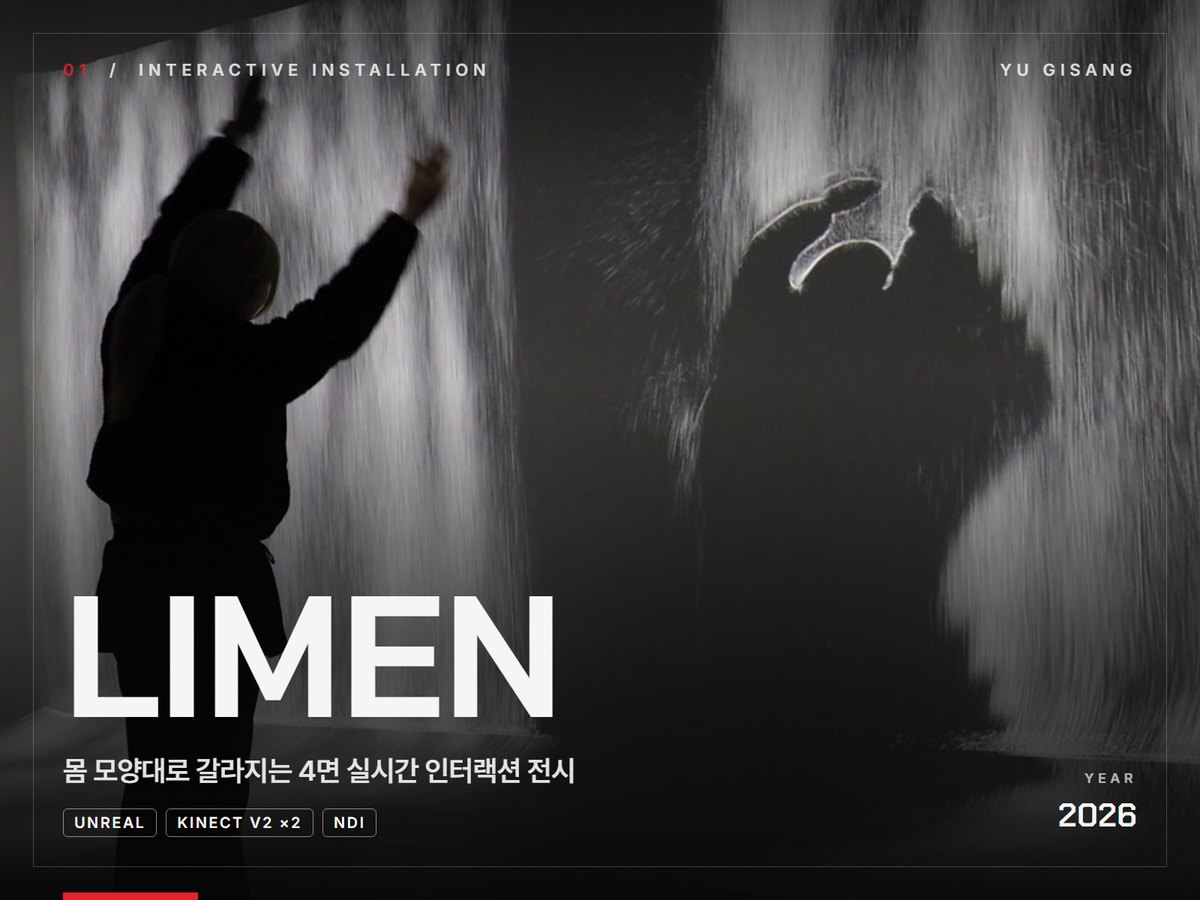 01 / INTERACTIVE INSTALLATION
YU GISANG
LIMEN
몸 모양대로 갈라지는 4면 실시간 인터랙션 전시
UNREAL
KINECT V2 ×2
NDI
YEAR
2026